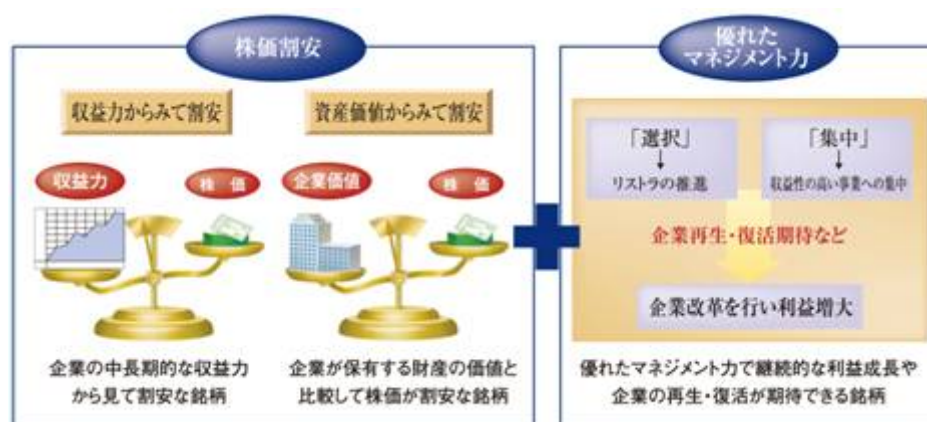 株価割安
収益力からみて割安
資産価値からみて割安
収益力
株価
企業価値
株価
企業の中長期的な収益力
から見て割安な銘柄
企業が保有する財産の価値と
比較して株価が割安な銘柄
優れた
マネジメント力
「選択」
↓
リストラの推進
「集中」
↓
収益性の高い事業への集中
企業再生・復活期待など
企業改革を行い利益増大
優れたマネジメント力で継続的な利益成長や
企業の再生・復活が期待できる銘柄